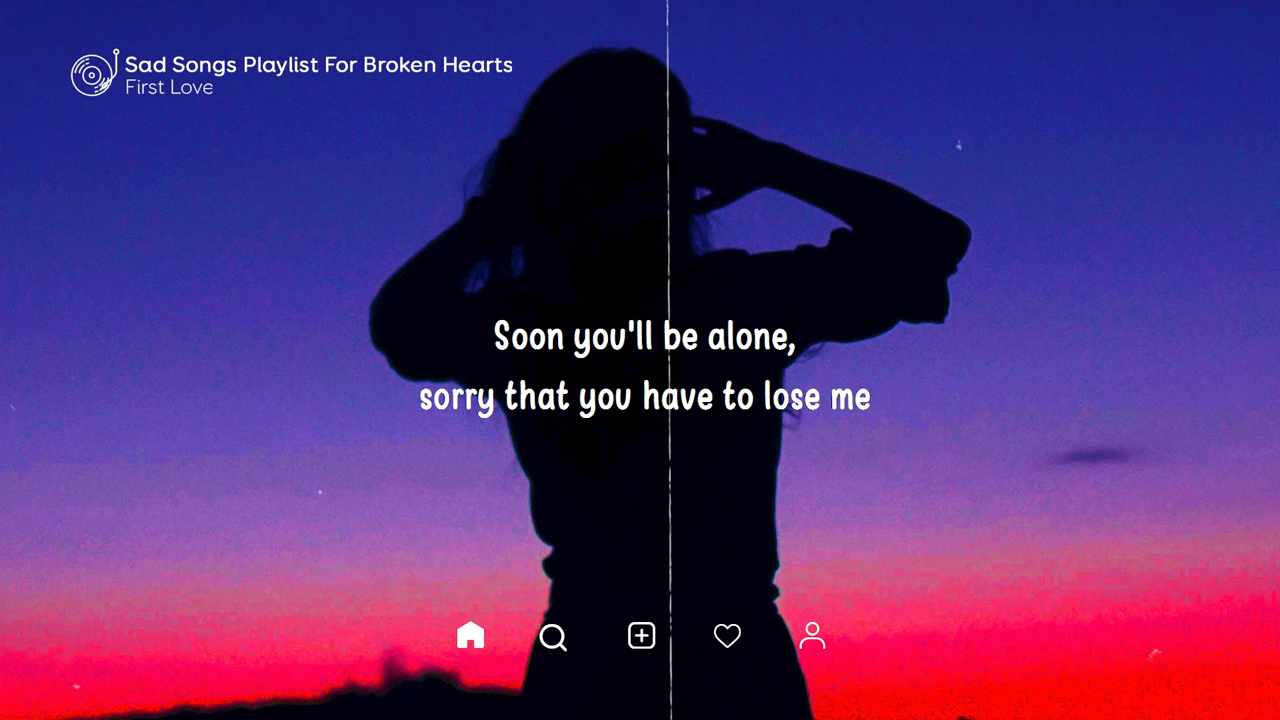 Sad Songs Playlist For Broken Hearts
First Love
Soon you'll be alone,
sorry that you have to lose me